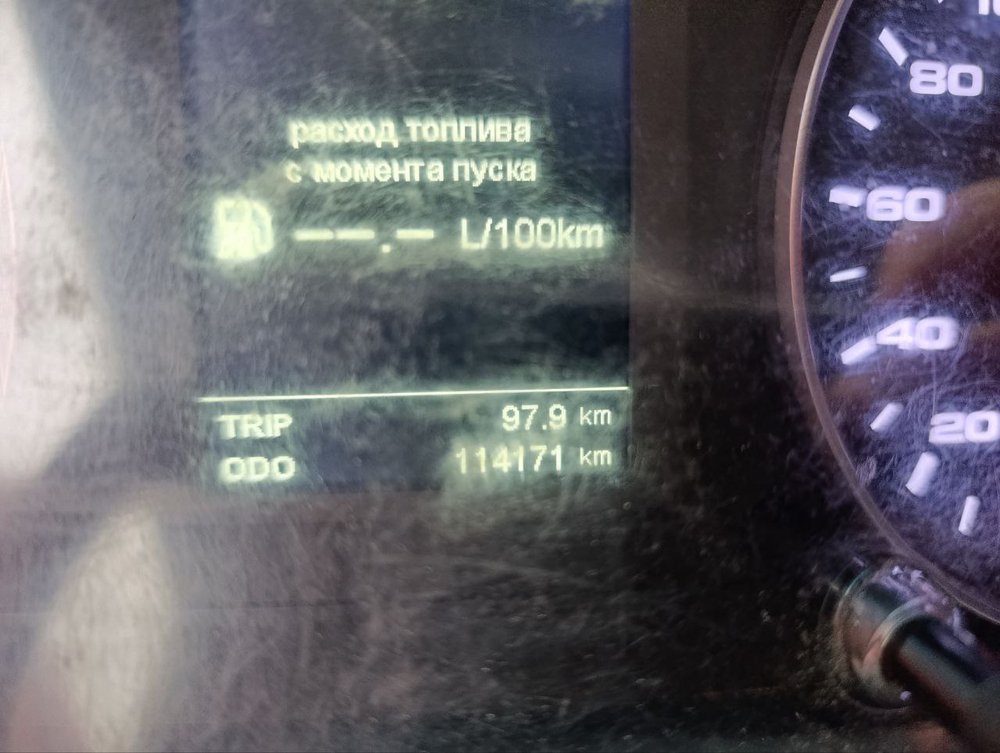 расход топлива
с момента пуска
--.- L/100km
TRIP 97.9 km
ODO 114171 km
80
60
40
20